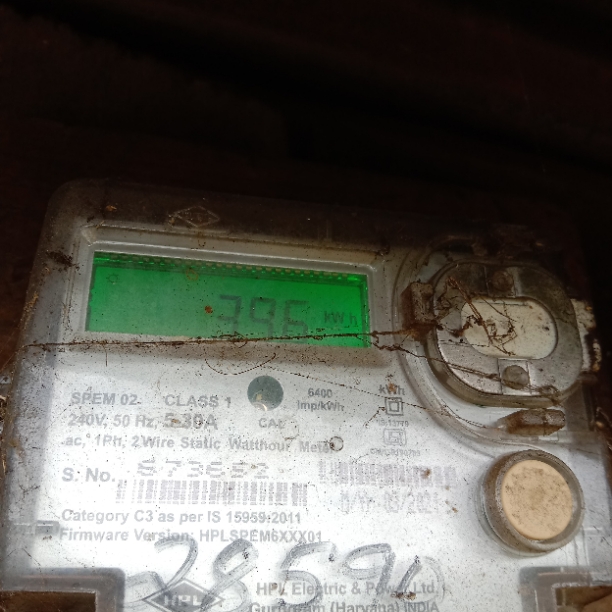 396 kWh
SPEM 02- CLASS 1
6400 imp/kWh
kWh
240V, 50 Hz, 5-30A
CAL
ac, 1Ph, 2Wire Static Watthour Meter
S. No.
Category C3 as per IS 15959-2011
Firmware Version: HPLSPEM6XXX01
28590
HPL
HPL Electric & Power Ltd.
Gurugram (Haryana) INDIA